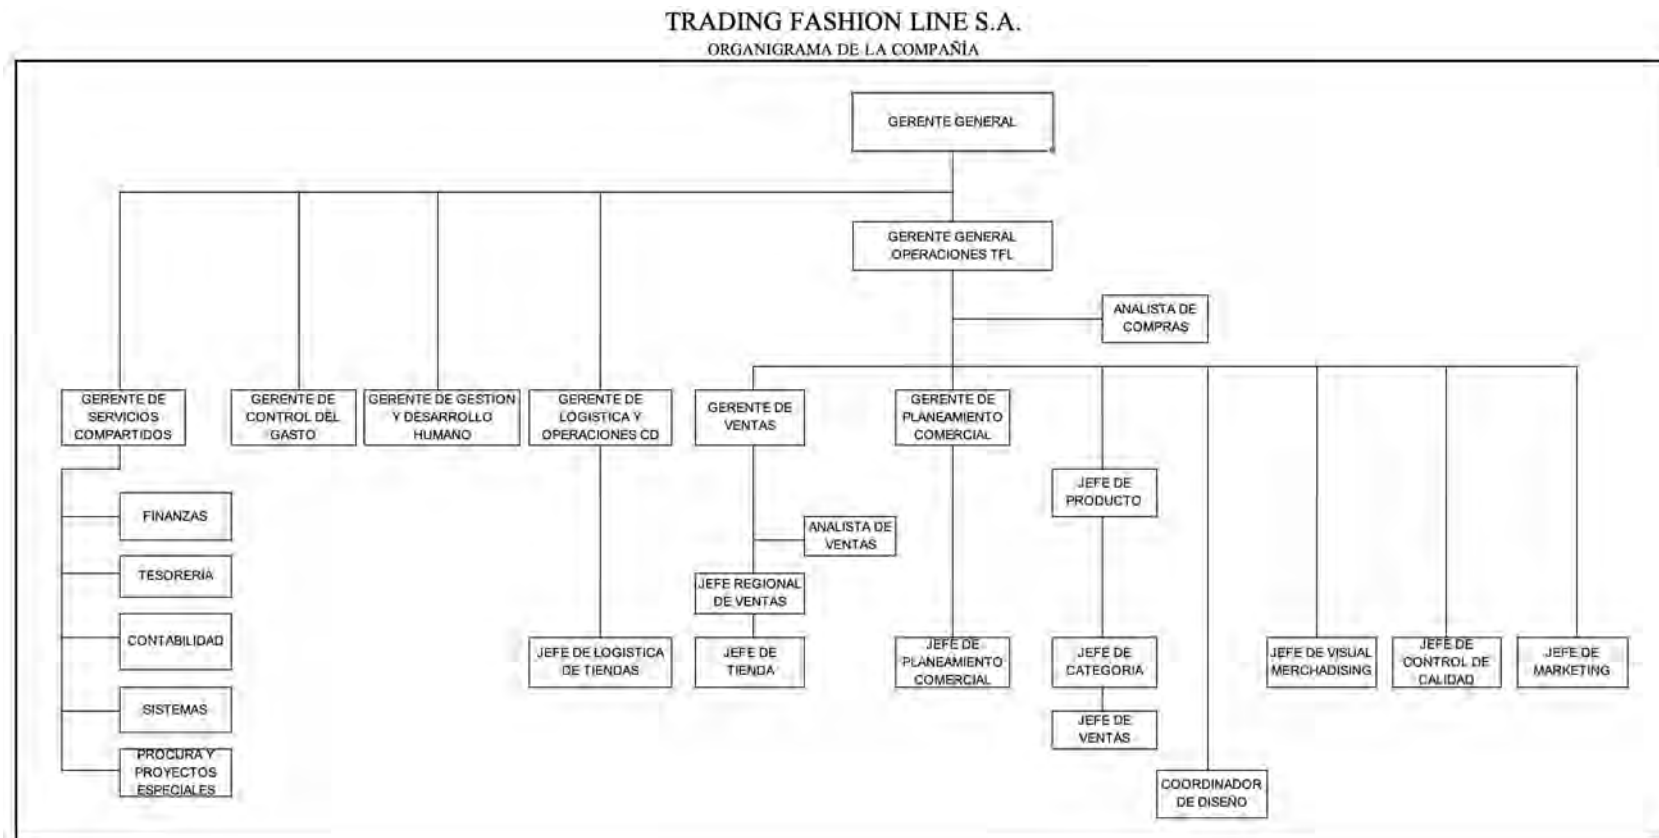 TRADING FASHION LINE S.A.
ORGANIGRAMA DE LA COMPAÑÍA
GERENTE GENERAL
GERENTE GENERAL
OPERACIONES TFL
ANALISTA DE
COMPRAS
GERENTE DE
SERVICIOS
COMPARTIDOS
GERENTE DE
CONTROL DEL
GASTO
GERENTE DE GESTION
Y DESARROLLO
HUMANO
GERENTE DE
LOGISTICA Y
OPERACIONES CD
GERENTE DE
VENTAS
GERENTE DE
PLANEAMIENTO
COMERCIAL
JEFE DE
PRODUCTO
FINANZAS
ANALISTA DE
VENTAS
TESORERÍA
JEFE REGIONAL
DE VENTAS
CONTABILIDAD
JEFE DE LOGISTICA
DE TIENDAS
JEFE DE
TIENDA
JEFE DE
PLANEAMIENTO
COMERCIAL
JEFE DE
CATEGORIA
JEFE DE VISUAL
MERCHADISING
JEFE DE
CONTROL DE
CALIDAD
JEFE DE
MARKETING
SISTEMAS
JEFE DE
VENTAS
PROCURA Y
PROYECTOS
ESPECIALES
COORDINADOR
DE DISEÑO